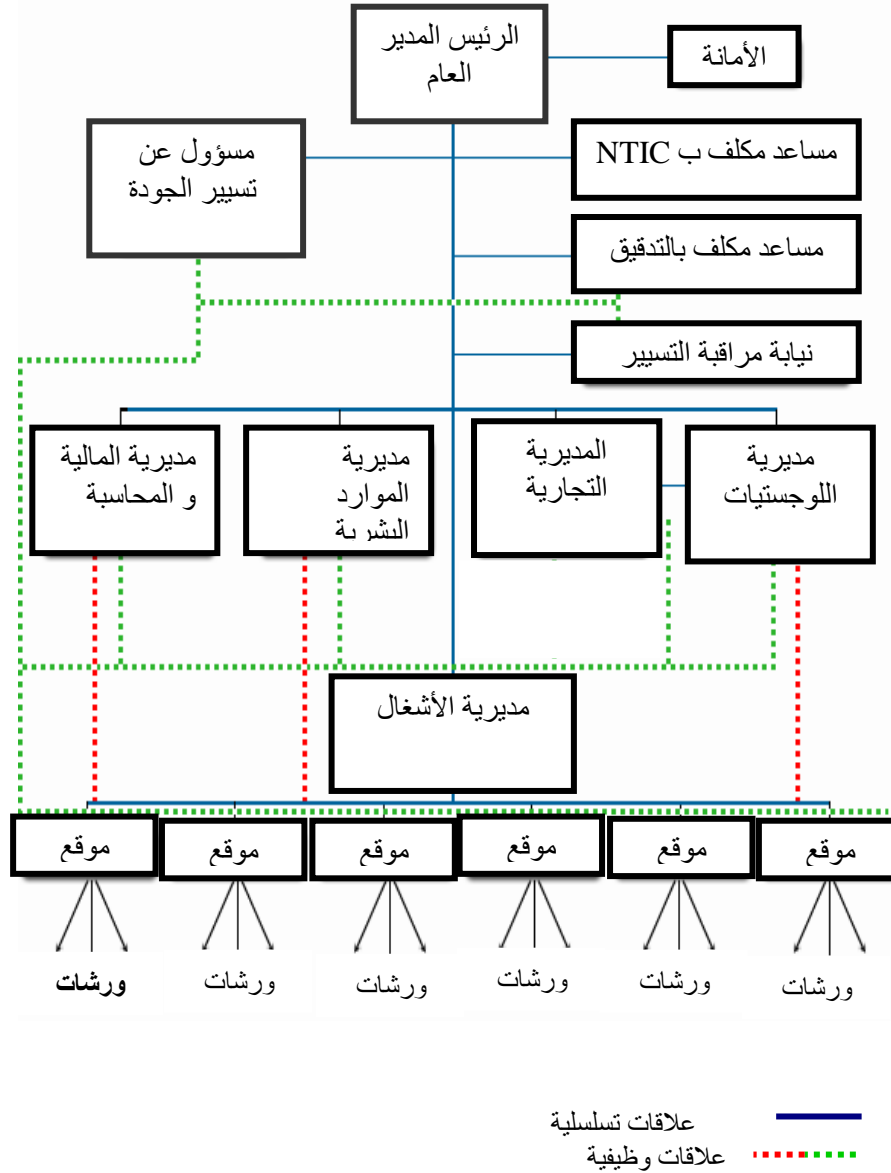 الرئيس المدير
العام
الأمانة
مسؤول عن
تسيير الجودة
مساعد مكلف ب NTIC
مساعد مكلف بالتدقيق
نيابة مراقبة التسيير
مديرية
اللوجستيات
المديرية
التجارية
مديرية
الموارد
البشرية
مديرية المالية
و المحاسبة
مديرية الأشغال
موقع
موقع
موقع
موقع
موقع
موقع
ورشات
ورشات
ورشات
ورشات
ورشات
ورشات
علاقات تسلسلية
علاقات وظيفية